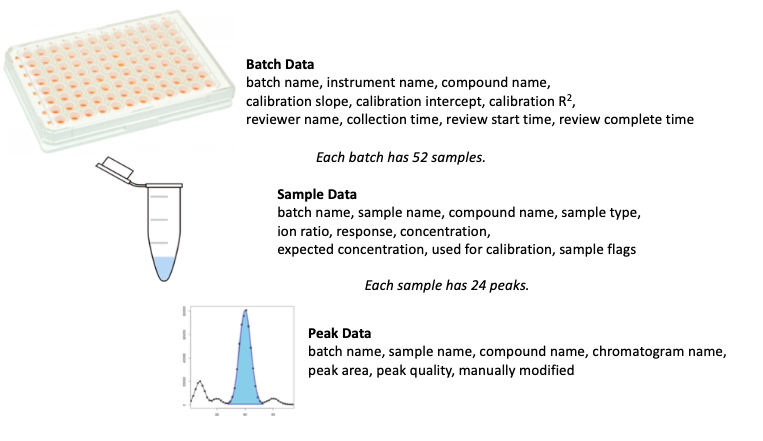 Batch Data
batch name, instrument name, compound name,
calibration slope, calibration intercept, calibration R²,
reviewer name, collection time, review start time, review complete time
Each batch has 52 samples.
Sample Data
batch name, sample name, compound name, sample type,
ion ratio, response, concentration,
expected concentration, used for calibration, sample flags
Each sample has 24 peaks.
Peak Data
batch name, sample name, compound name, chromatogram name,
peak area, peak quality, manually modified